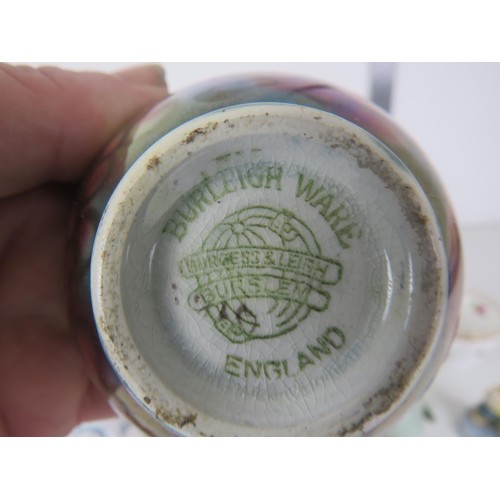 BURLEIGH WARE
BURGESS & LEIGH
BURSLEM
ENGLAND